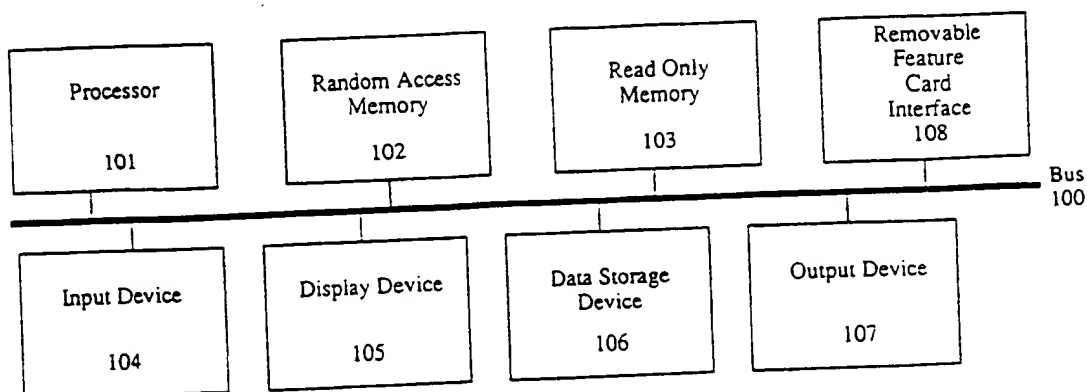 Processor
101
Random Access
Memory
102
Read Only
Memory
103
Removable
Feature
Card
Interface
108
Bus
100
Input Device
104
Display Device
105
Data Storage
Device
106
Output Device
107